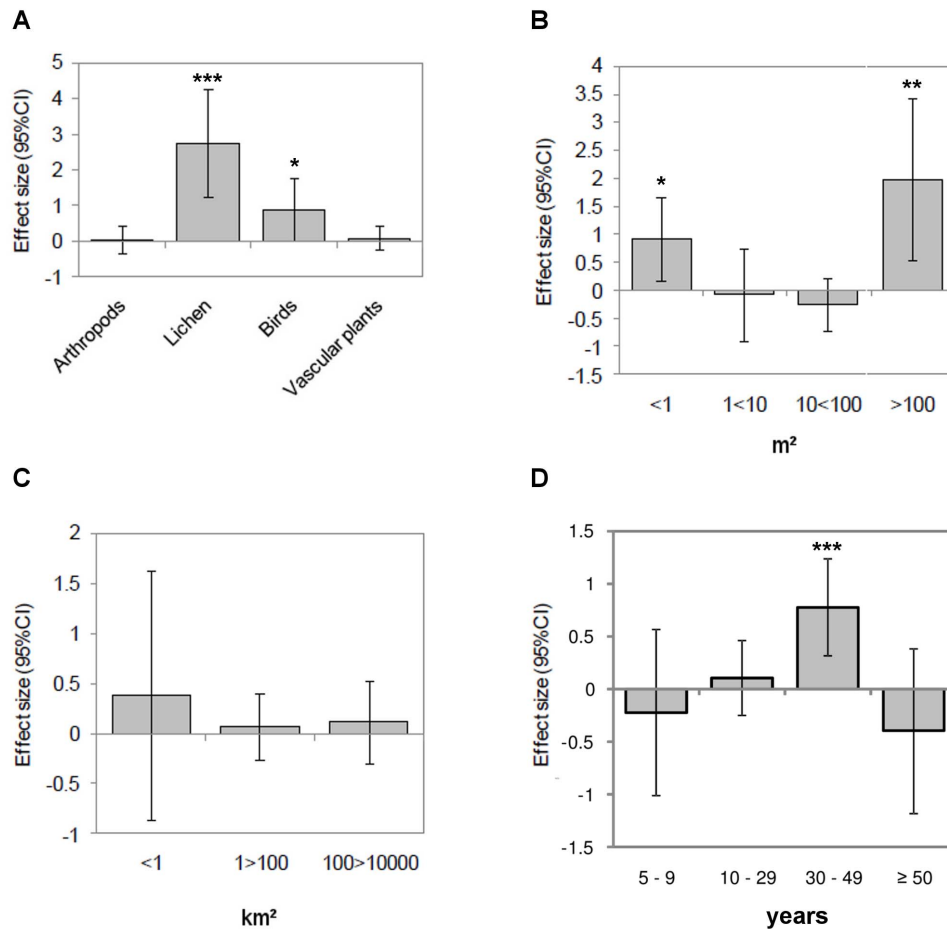 A
Effect size (95%CI)
5
4
3
2
1
0
-1
***
*
Arthropods
Lichen
Birds
Vascular plants
B
Effect size (95%CI)
4
3.5
3
2.5
2
1.5
1
0.5
0
-0.5
-1
-1.5
*
**
<1 1<10 10<100 >100
m²
C
Effect size (95%CI)
2
1.5
1
0.5
0
-0.5
-1
<1 1>100 100>10000
km²
D
Effect size (95%CI)
1.5
1
0.5
0
-0.5
-1
-1.5
***
5 - 9 10 - 29 30 - 49 ≥ 50
years